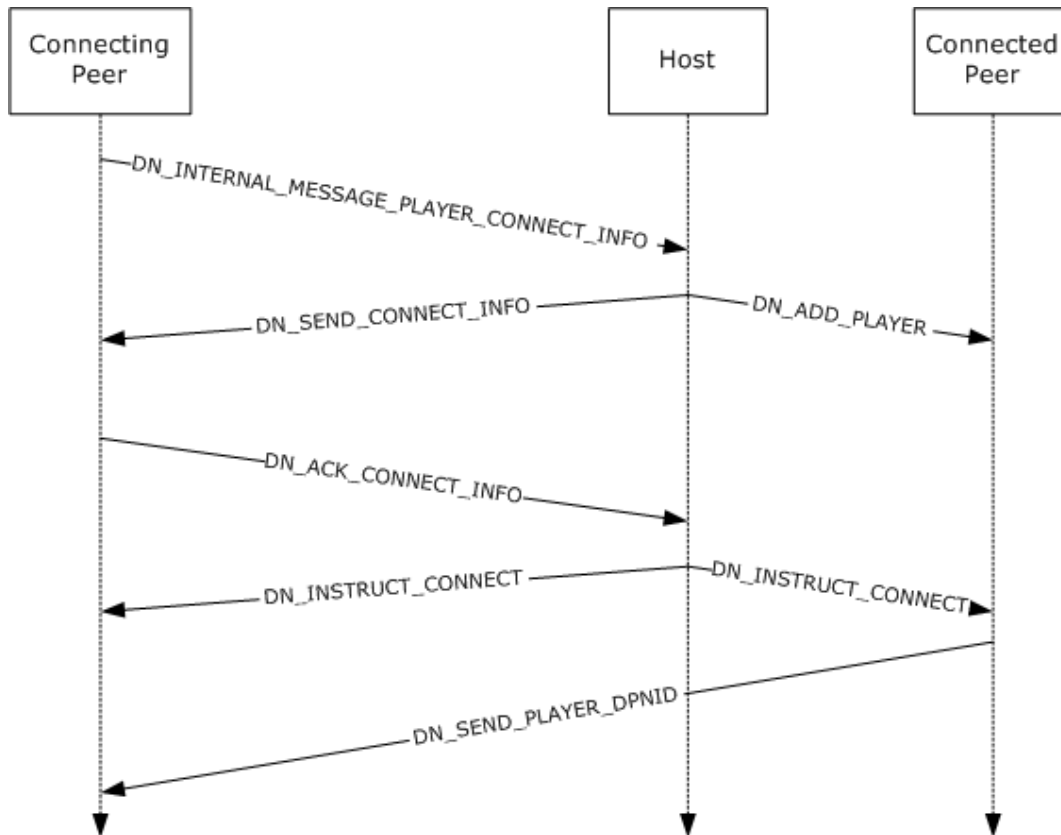 Connecting
Peer
Host
Connected
Peer
DN_INTERNAL_MESSAGE_PLAYER_CONNECT_INFO
DN_SEND_CONNECT_INFO
DN_ADD_PLAYER
DN_ACK_CONNECT_INFO
DN_INSTRUCT_CONNECT
DN_INSTRUCT_CONNECT
DN_SEND_PLAYER_DPNID